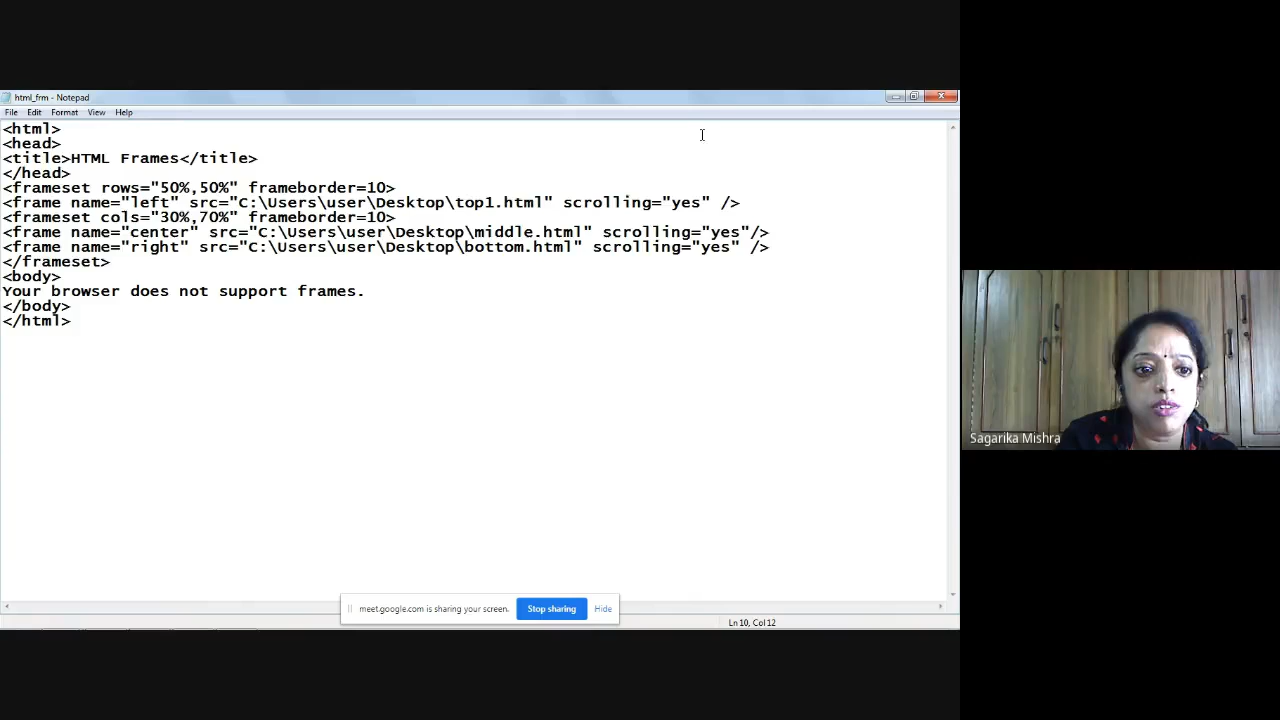 html_frm - Notepad
File Edit Format View Help
<html>
<head>
<title>HTML Frames</title>
</head>
<frameset rows="50%,50%" frameborder=10>
<frame name="left" src="C:\Users\user\Desktop\top1.html" scrolling="yes" />
<frameset cols="30%,70%" frameborder=10>
<frame name="center" src="C:\Users\user\Desktop\middle.html" scrolling="yes"/>
<frame name="right" src="C:\Users\user\Desktop\bottom.html" scrolling="yes" />
</frameset>
<body>
Your browser does not support frames.
</body>
</html>
Sagarika Mishra
meet.google.com is sharing your screen. Stop sharing Hide
Ln 10, Col 12